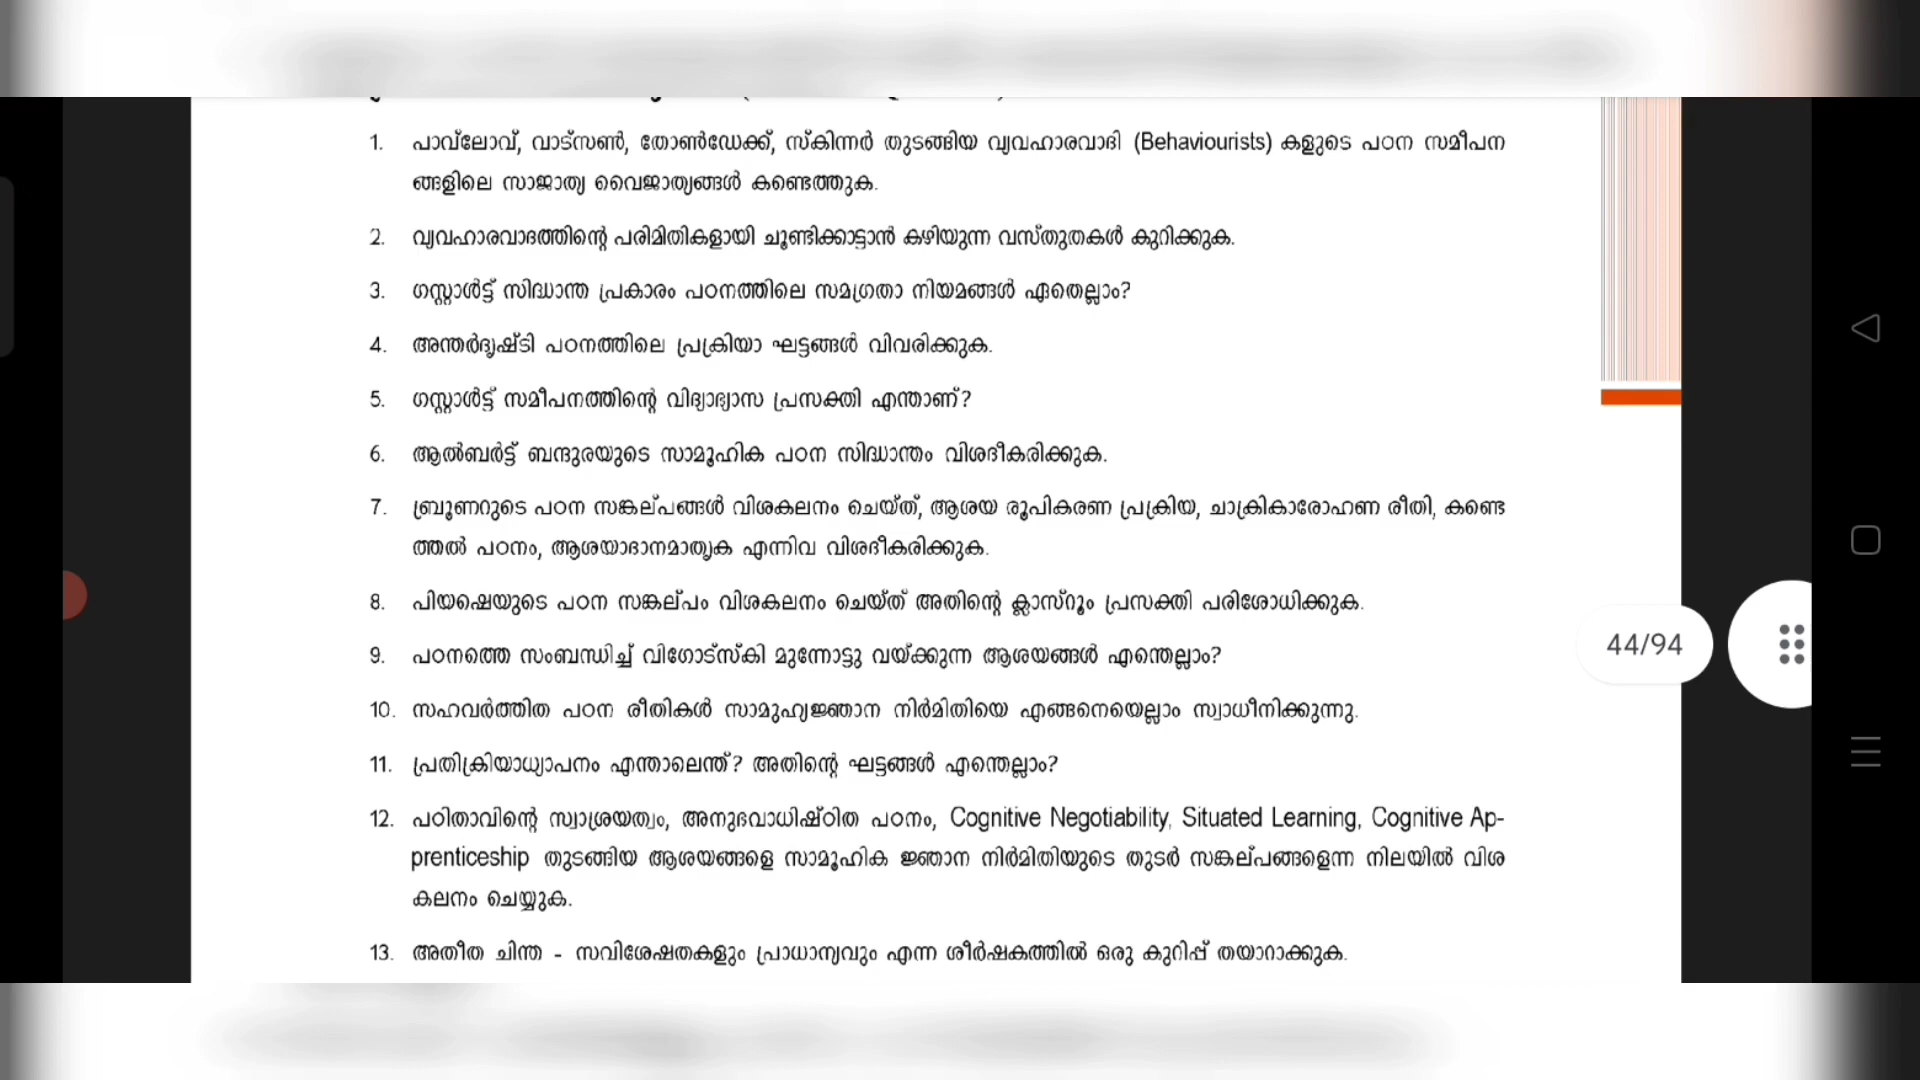 1. പാവ്‌ലോവ്, വാട്സൺ, തോൺഡേക്ക്, സ്കിന്നർ തുടങ്ങിയ വ്യവഹാരവാദി (Behaviourists) കളുടെ പഠന സമീപന
ങ്ങളിലെ സാജാത്യ വൈജാത്യങ്ങൾ കണ്ടെത്തുക.
2. വ്യവഹാരവാദത്തിന്റെ പരിമിതികളായി ചൂണ്ടിക്കാട്ടാൻ കഴിയുന്ന വസ്തുതകൾ കുറിക്കുക.
3. ഗസ്റ്റാൾട്ട് സിദ്ധാന്ത പ്രകാരം പഠനത്തിലെ സമഗ്രതാ നിയമങ്ങൾ ഏതെല്ലാം?
4. അന്തർദൃഷ്ടി പഠനത്തിലെ പ്രക്രിയാ ഘട്ടങ്ങൾ വിവരിക്കുക.
5. ഗസ്റ്റാൾട്ട് സമീപനത്തിന്റെ വിദ്യാഭ്യാസ പ്രസക്തി എന്താണ്?
6. ആൽബർട്ട് ബന്ദുരയുടെ സാമൂഹിക പഠന സിദ്ധാന്തം വിശദീകരിക്കുക.
7. ബ്രൂണറുടെ പഠന സങ്കല്പങ്ങൾ വിശകലനം ചെയ്ത്, ആശയ രൂപികരണ പ്രക്രിയ, ചാക്രികാരോഹണ രീതി, കണ്ടെ
ത്തൽ പഠനം, ആശയാദാനമാതൃക എന്നിവ വിശദീകരിക്കുക.
8. പിയഷെയുടെ പഠന സങ്കല്പം വിശകലനം ചെയ്ത് അതിന്റെ ക്ലാസ്റൂം പ്രസക്തി പരിശോധിക്കുക.
9. പഠനത്തെ സംബന്ധിച്ച് വിഗോട്സ്കി മുന്നോട്ടു വയ്ക്കുന്ന ആശയങ്ങൾ എന്തെല്ലാം?
10. സഹവർത്തിത പഠന രീതികൾ സാമുഹ്യജ്ഞാന നിർമിതിയെ എങ്ങനെയെല്ലാം സ്വാധീനിക്കുന്നു.
11. പ്രതിക്രിയാധ്യാപനം എന്താലെന്ത്? അതിന്റെ ഘട്ടങ്ങൾ എന്തെല്ലാം?
12. പഠിതാവിന്റെ സ്വാശ്രയത്വം, അനുഭവാധിഷ്ഠിത പഠനം, Cognitive Negotiability, Situated Learning, Cognitive Ap-
prenticeship തുടങ്ങിയ ആശയങ്ങളെ സാമൂഹിക ജ്ഞാന നിർമിതിയുടെ തുടർ സങ്കല്പങ്ങളെന്ന നിലയിൽ വിശ
കലനം ചെയ്യുക.
13. അതീത ചിന്ത - സവിശേഷതകളും പ്രാധാന്യവും എന്ന ശീർഷകത്തിൽ ഒരു കുറിപ്പ് തയാറാക്കുക.
44/94